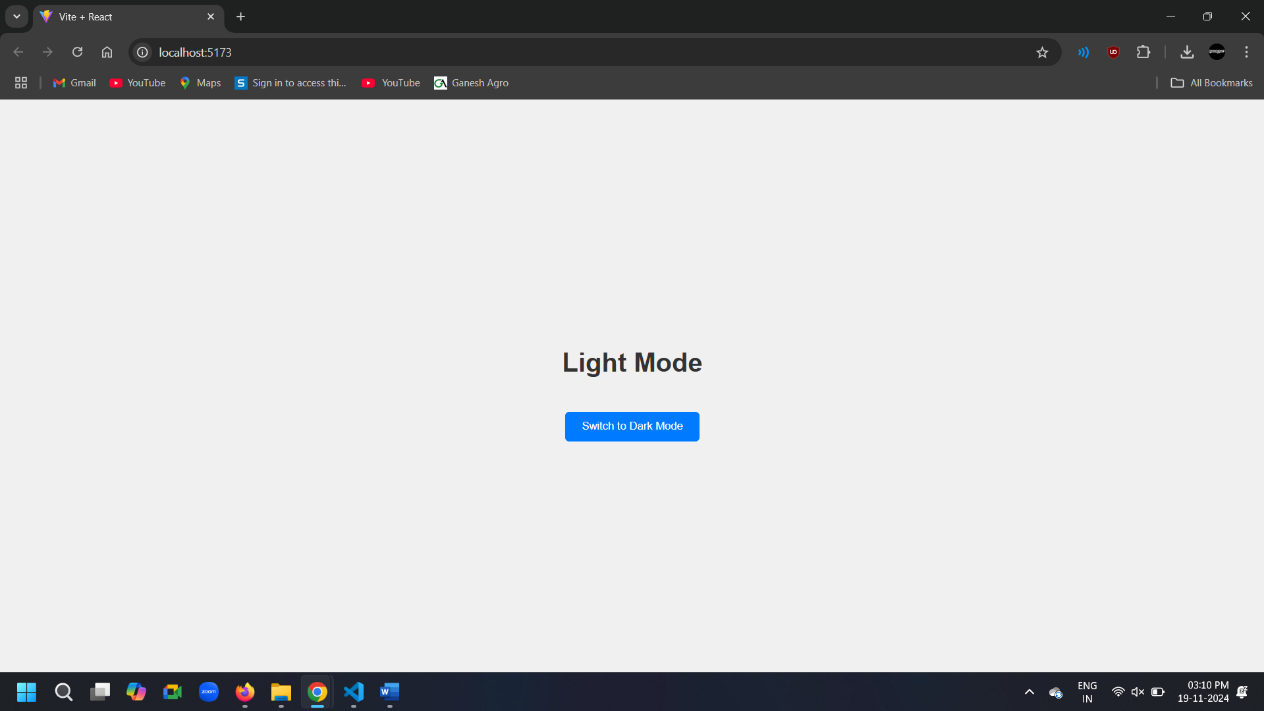 Vite + React
localhost:5173
Gmail YouTube Maps Sign in to access thi... YouTube Ganesh Agro All Bookmarks
Light Mode
Switch to Dark Mode
zoom
ENG 03:10 PM
IN 19-11-2024